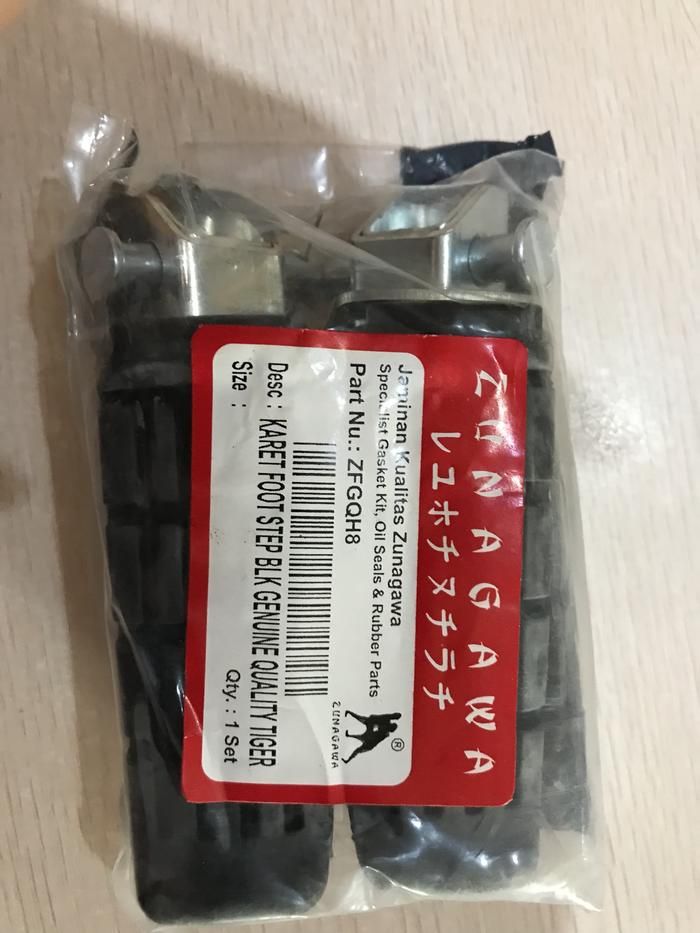 ZUNAGAWA
レユホチヌチラチ
Jaminan Kualitas Zunagawa
Specialist Gasket Kit, Oil Seals & Rubber Parts
Part Nu.: ZFGQH8
®
ZUNAGAWA
Desc : KARET FOOT STEP BLK GENUINE QUALITY TIGER
Size : Qty. : 1 Set